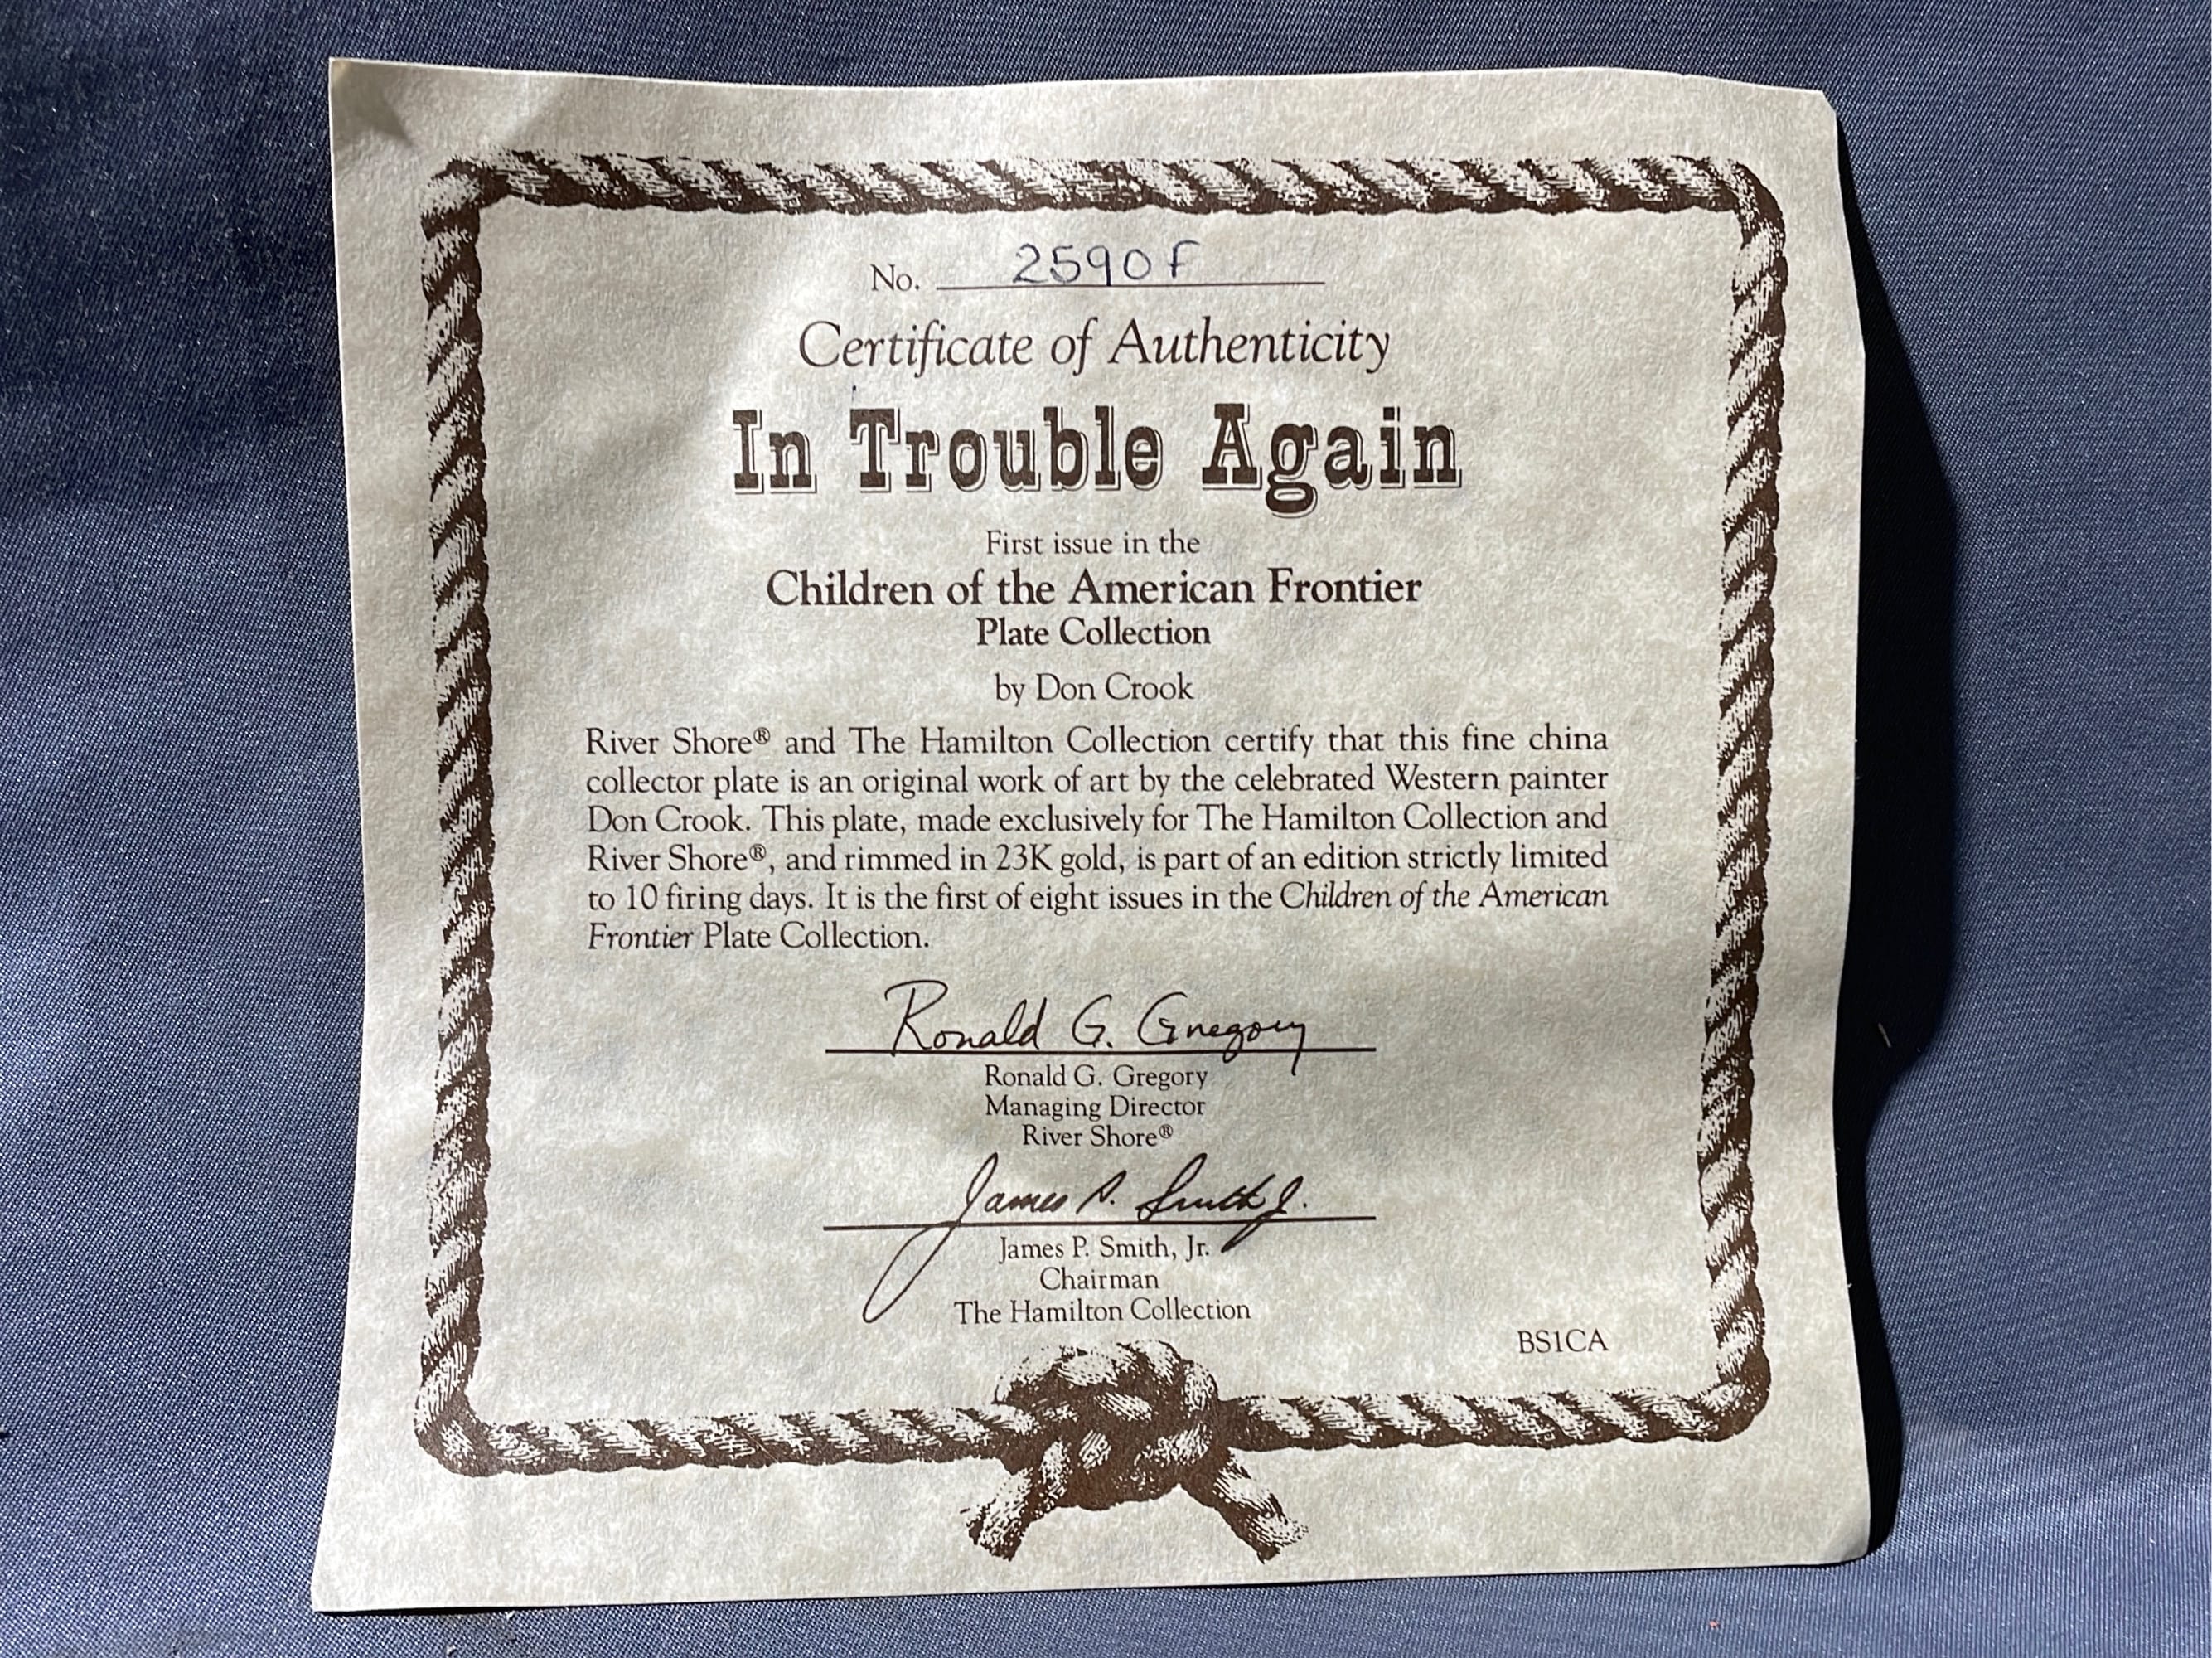 No. 2590F
Certificate of Authenticity
In Trouble Again
First issue in the
Children of the American Frontier
Plate Collection
by Don Crook
River Shore® and The Hamilton Collection certify that this fine china
collector plate is an original work of art by the celebrated Western painter
Don Crook. This plate, made exclusively for The Hamilton Collection and
River Shore®, and rimmed in 23K gold, is part of an edition strictly limited
to 10 firing days. It is the first of eight issues in the Children of the American
Frontier Plate Collection.
Ronald G. Gregory
Ronald G. Gregory
Managing Director
River Shore®
James P. Smith Jr.
James P. Smith, Jr.
Chairman
The Hamilton Collection
BS1CA